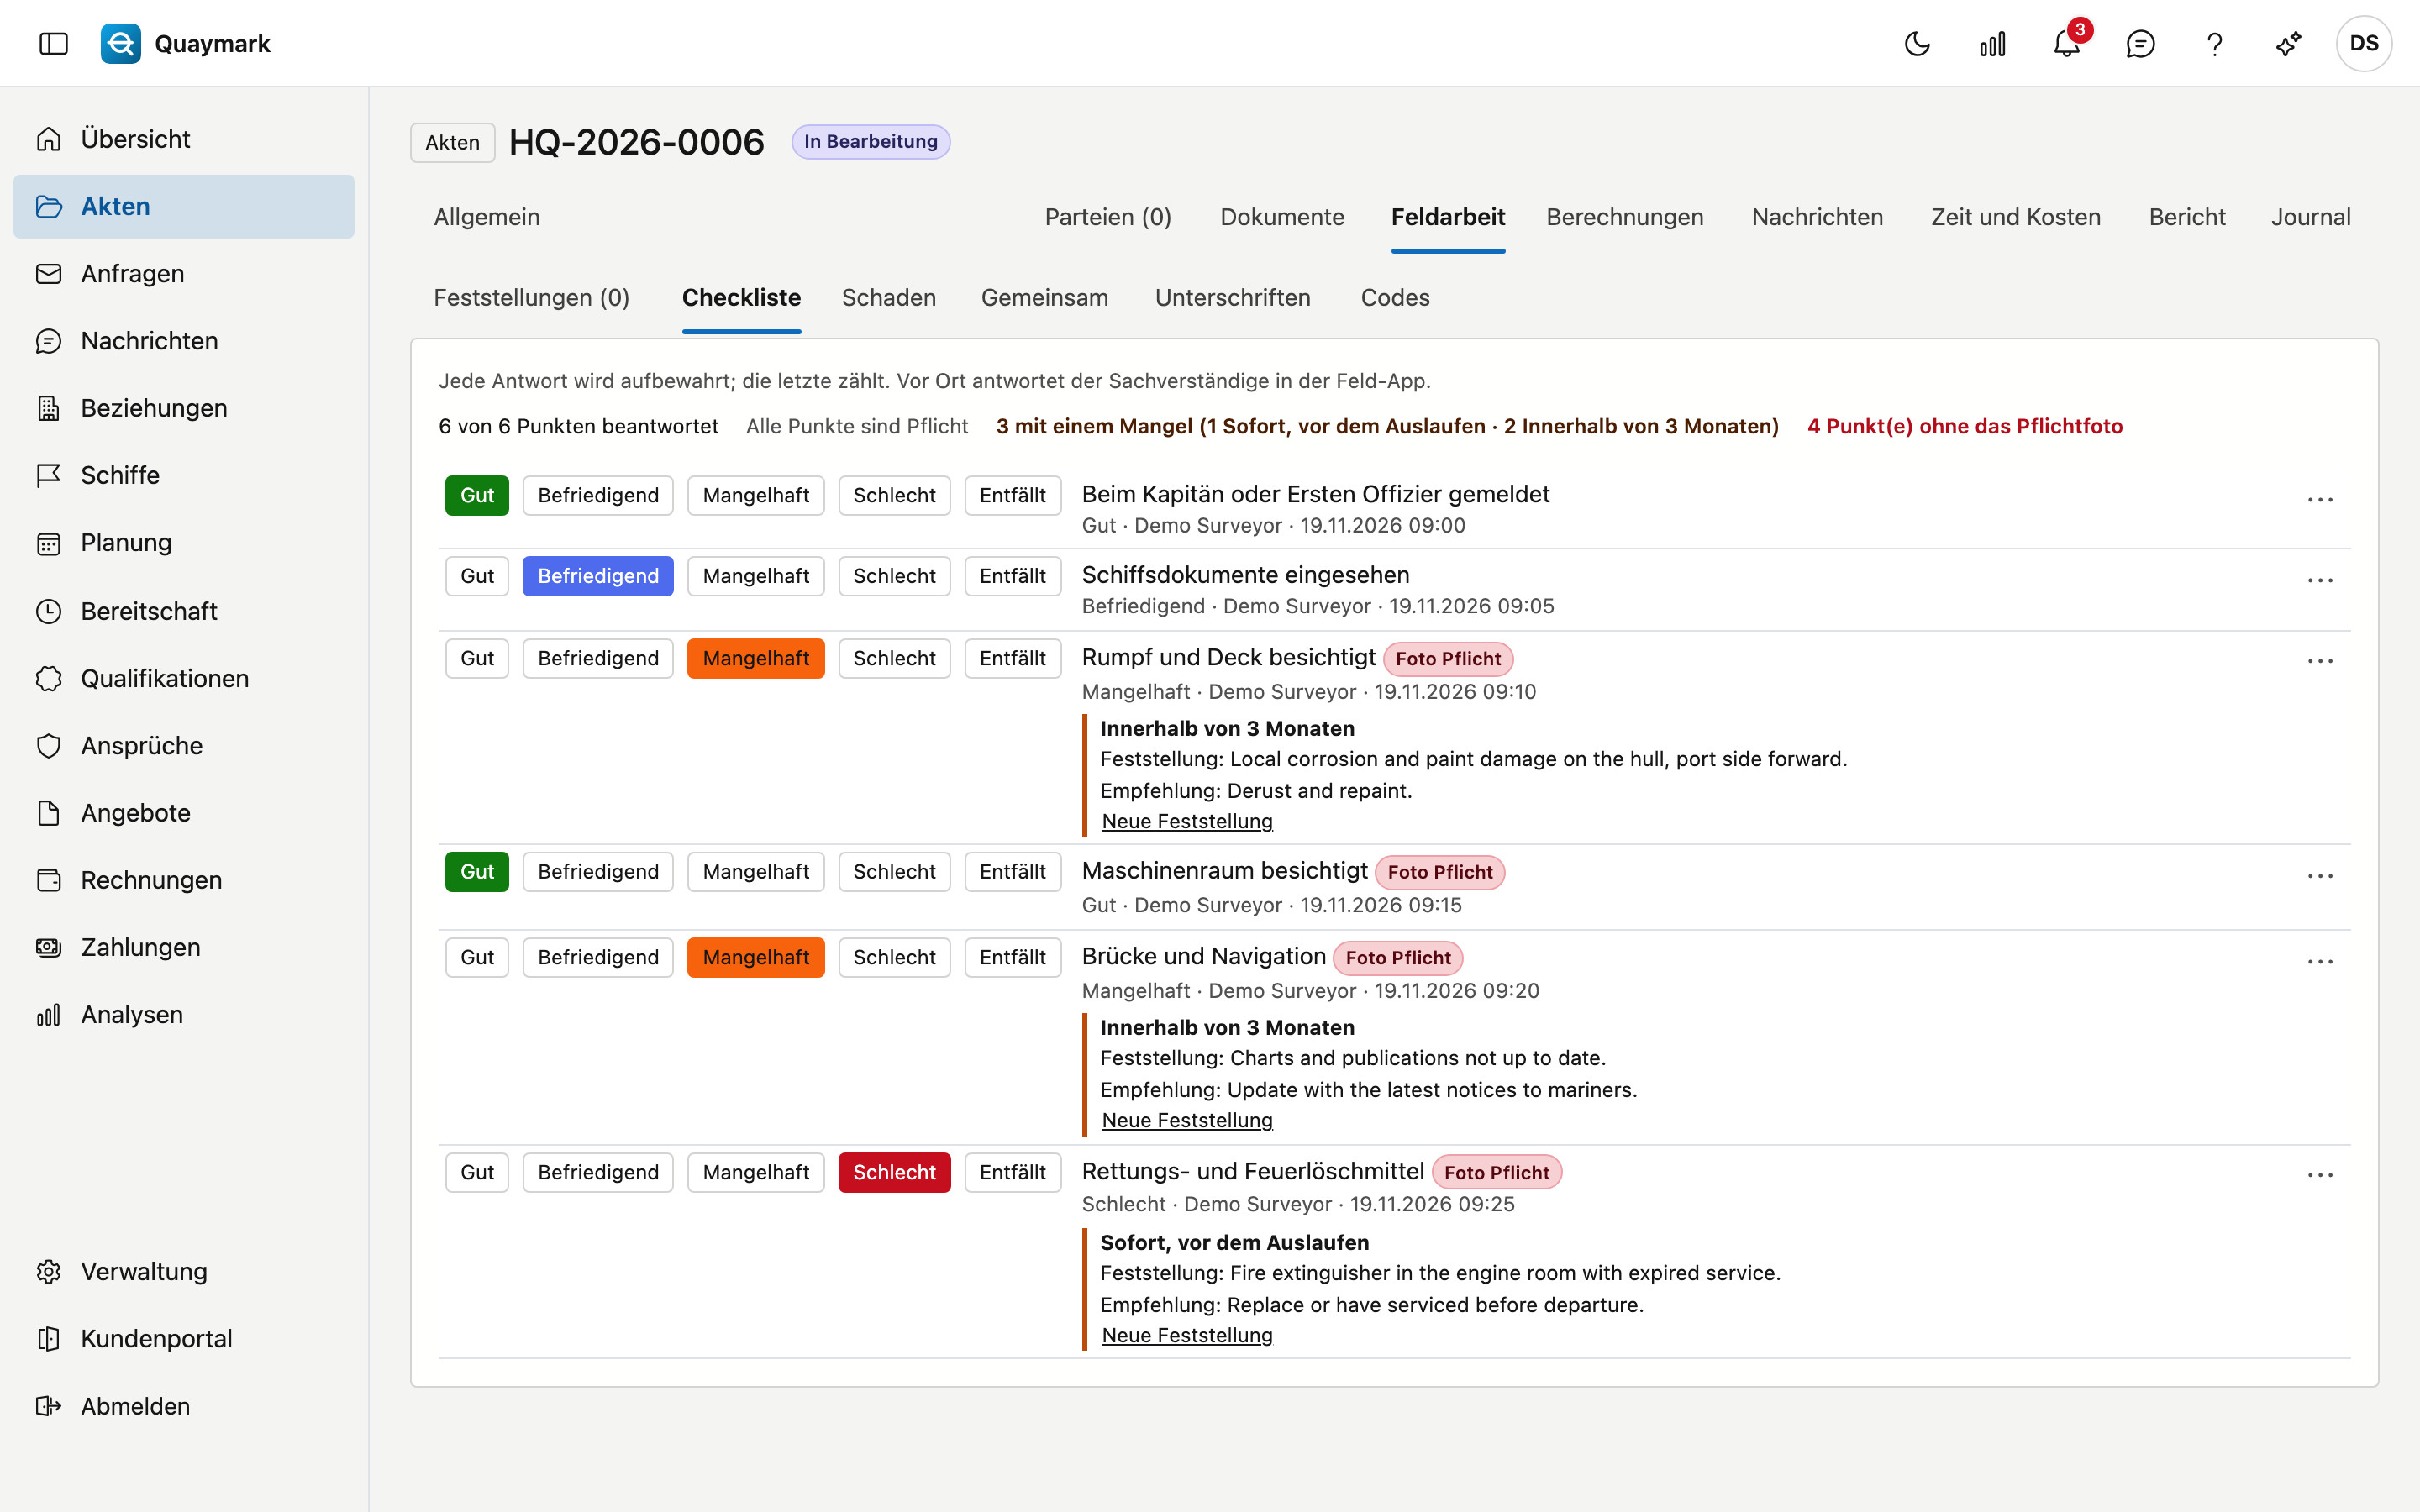 Quaymark
3
DS
Übersicht
Akten
Anfragen
Nachrichten
Beziehungen
Schiffe
Planung
Bereitschaft
Qualifikationen
Ansprüche
Angebote
Rechnungen
Zahlungen
Analysen
Verwaltung
Kundenportal
Abmelden
Akten HQ-2026-0006 In Bearbeitung
Allgemein Parteien (0) Dokumente Feldarbeit Berechnungen Nachrichten Zeit und Kosten Bericht Journal
Feststellungen (0) Checkliste Schaden Gemeinsam Unterschriften Codes
Jede Antwort wird aufbewahrt; die letzte zählt. Vor Ort antwortet der Sachverständige in der Feld-App.
6 von 6 Punkten beantwortet Alle Punkte sind Pflicht 3 mit einem Mangel (1 Sofort, vor dem Auslaufen · 2 Innerhalb von 3 Monaten) 4 Punkt(e) ohne das Pflichtfoto
Gut Befriedigend Mangelhaft Schlecht Entfällt Beim Kapitän oder Ersten Offizier gemeldet
Gut · Demo Surveyor · 19.11.2026 09:00
Gut Befriedigend Mangelhaft Schlecht Entfällt Schiffsdokumente eingesehen
Befriedigend · Demo Surveyor · 19.11.2026 09:05
Gut Befriedigend Mangelhaft Schlecht Entfällt Rumpf und Deck besichtigt Foto Pflicht
Mangelhaft · Demo Surveyor · 19.11.2026 09:10
Innerhalb von 3 Monaten
Feststellung: Local corrosion and paint damage on the hull, port side forward.
Empfehlung: Derust and repaint.
Neue Feststellung
Gut Befriedigend Mangelhaft Schlecht Entfällt Maschinenraum besichtigt Foto Pflicht
Gut · Demo Surveyor · 19.11.2026 09:15
Gut Befriedigend Mangelhaft Schlecht Entfällt Brücke und Navigation Foto Pflicht
Mangelhaft · Demo Surveyor · 19.11.2026 09:20
Innerhalb von 3 Monaten
Feststellung: Charts and publications not up to date.
Empfehlung: Update with the latest notices to mariners.
Neue Feststellung
Gut Befriedigend Mangelhaft Schlecht Entfällt Rettungs- und Feuerlöschmittel Foto Pflicht
Schlecht · Demo Surveyor · 19.11.2026 09:25
Sofort, vor dem Auslaufen
Feststellung: Fire extinguisher in the engine room with expired service.
Empfehlung: Replace or have serviced before departure.
Neue Feststellung